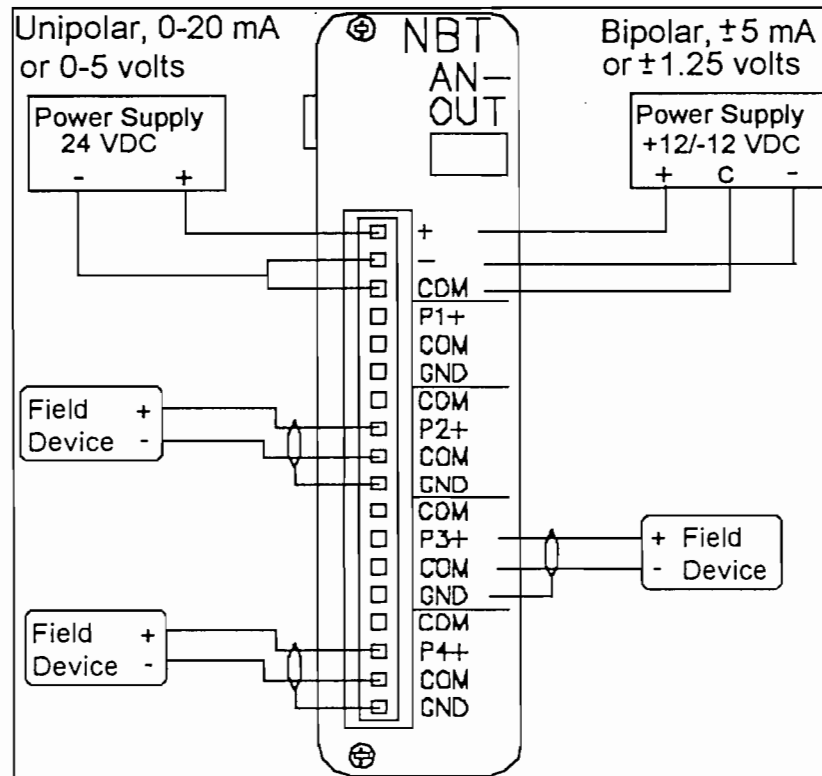 Unipolar, 0-20 mA
or 0-5 volts
NBT
AN-
OUT
Bipolar, ±5 mA
or ±1.25 volts
Power Supply
24 VDC
- +
Power Supply
+12/-12 VDC
+ C -
+
-
COM
P1+
COM
GND
COM
P2+
COM
GND
COM
P3+
COM
GND
COM
P4+
COM
GND
Field +
Device -
+ Field
- Device
Field +
Device -